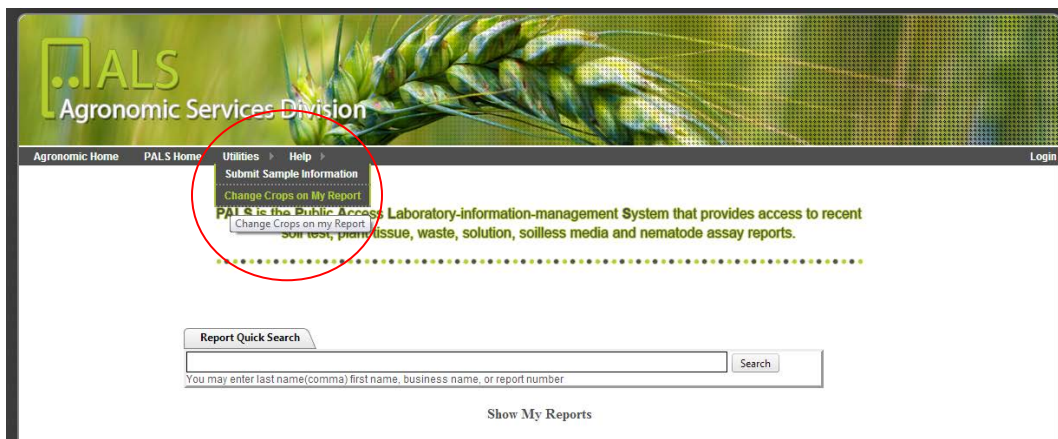 PALS
Agronomic Services Division
Agronomic Home PALS Home Utilities Help Login
Submit Sample Information
Change Crops on My Report
PALS is the Public Access Laboratory-information-management System that provides access to recent
Change Crops on my Report
soil test, plant tissue, waste, solution, soilless media and nematode assay reports.
Report Quick Search
Search
You may enter last name(comma) first name, business name, or report number
Show My Reports